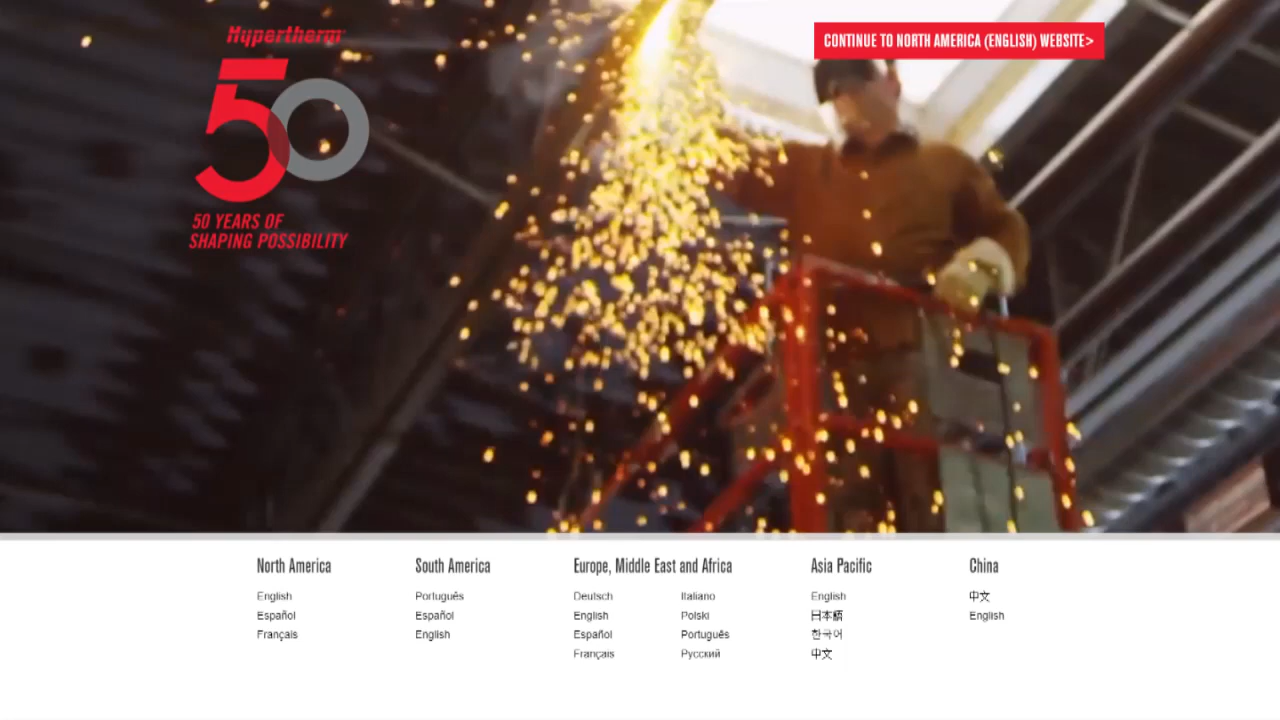 Hypertherm
CONTINUE TO NORTH AMERICA (ENGLISH) WEBSITE>
50
50 YEARS OF
SHAPING POSSIBILITY
North America
English
Español
Français
South America
Português
Español
English
Europe, Middle East and Africa
Deutsch
English
Español
Français
Italiano
Polski
Português
Русский
Asia Pacific
English
日本語
한국어
中文
China
中文
English